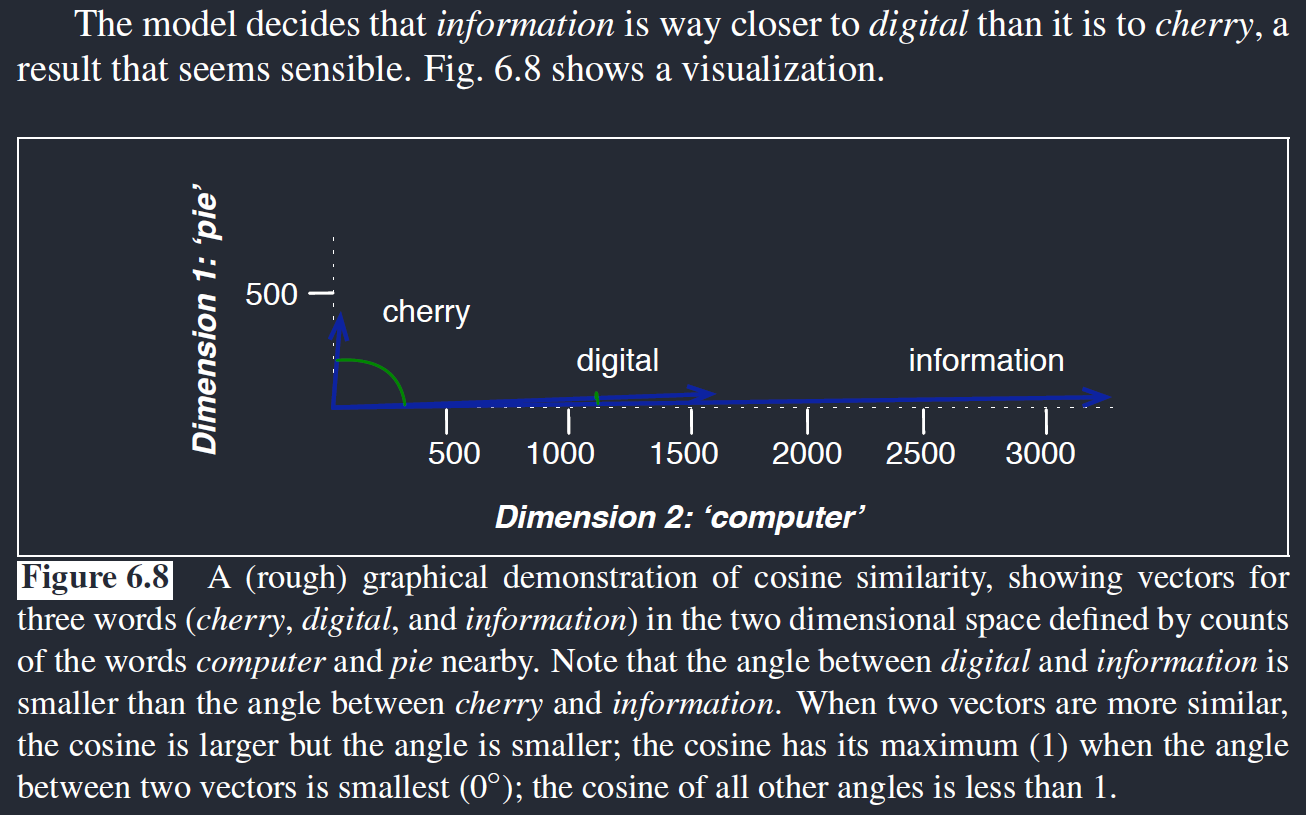 The model decides that information is way closer to digital than it is to cherry, a
result that seems sensible. Fig. 6.8 shows a visualization.
Dimension 1: ‘pie’
500
cherry
digital
information
500
1000
1500
2000
2500
3000
Dimension 2: ‘computer’
Figure 6.8 A (rough) graphical demonstration of cosine similarity, showing vectors for
three words (cherry, digital, and information) in the two dimensional space defined by counts
of the words computer and pie nearby. Note that the angle between digital and information is
smaller than the angle between cherry and information. When two vectors are more similar,
the cosine is larger but the angle is smaller; the cosine has its maximum (1) when the angle
between two vectors is smallest (0°); the cosine of all other angles is less than 1.